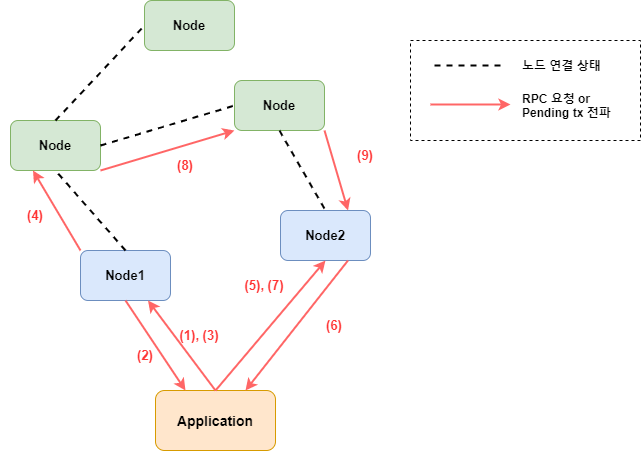 Node
노드 연결 상태
RPC 요청 or
Pending tx 전파
Node
Node
(8)
(9)
(4)
Node2
Node1
(5), (7)
(1), (3)
(6)
(2)
Application